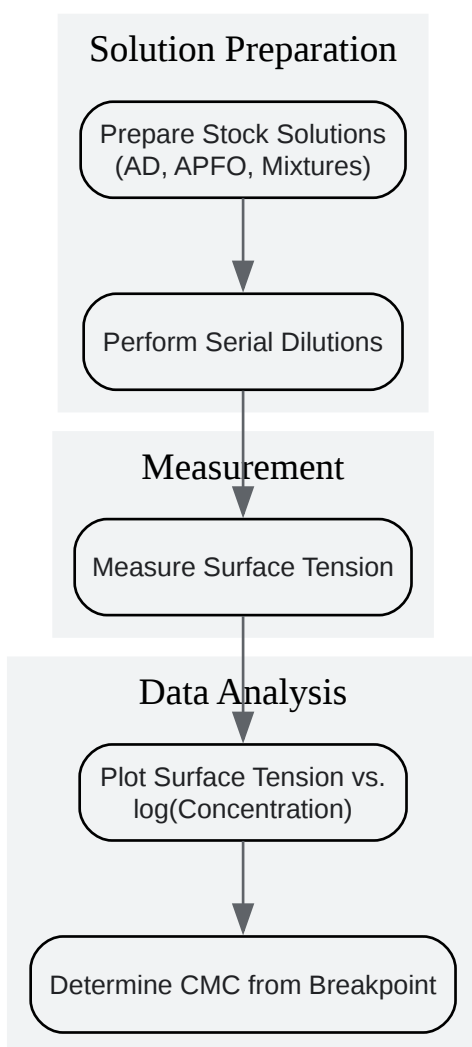 Solution Preparation
Prepare Stock Solutions
(AD, APFO, Mixtures)
Perform Serial Dilutions
Measurement
Measure Surface Tension
Data Analysis
Plot Surface Tension vs.
log(Concentration)
Determine CMC from Breakpoint